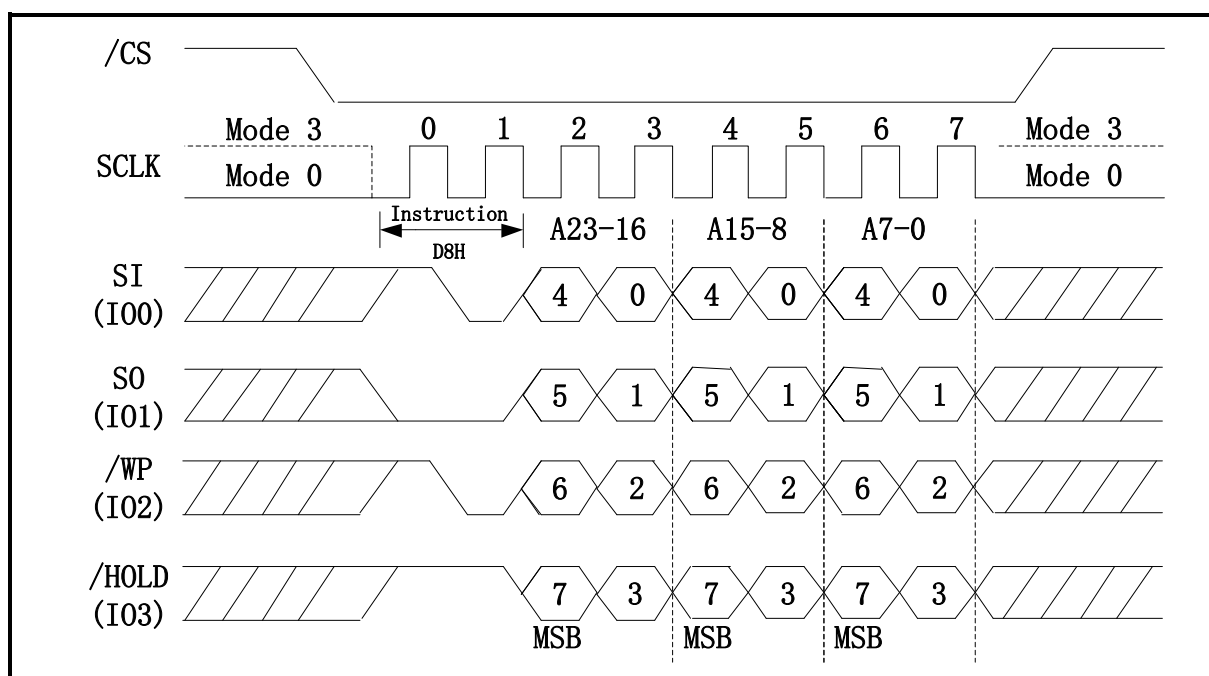 /CS
Mode 3 0 1 2 3 4 5 6 7 Mode 3
SCLK
Mode 0 Mode 0
Instruction A23-16 A15-8 A7-0
D8H
SI
(IO0) 4 0 4 0 4 0
SO
(IO1) 5 1 5 1 5 1
/WP
(IO2) 6 2 6 2 6 2
/HOLD
(IO3) 7 3 7 3 7 3
MSB MSB MSB